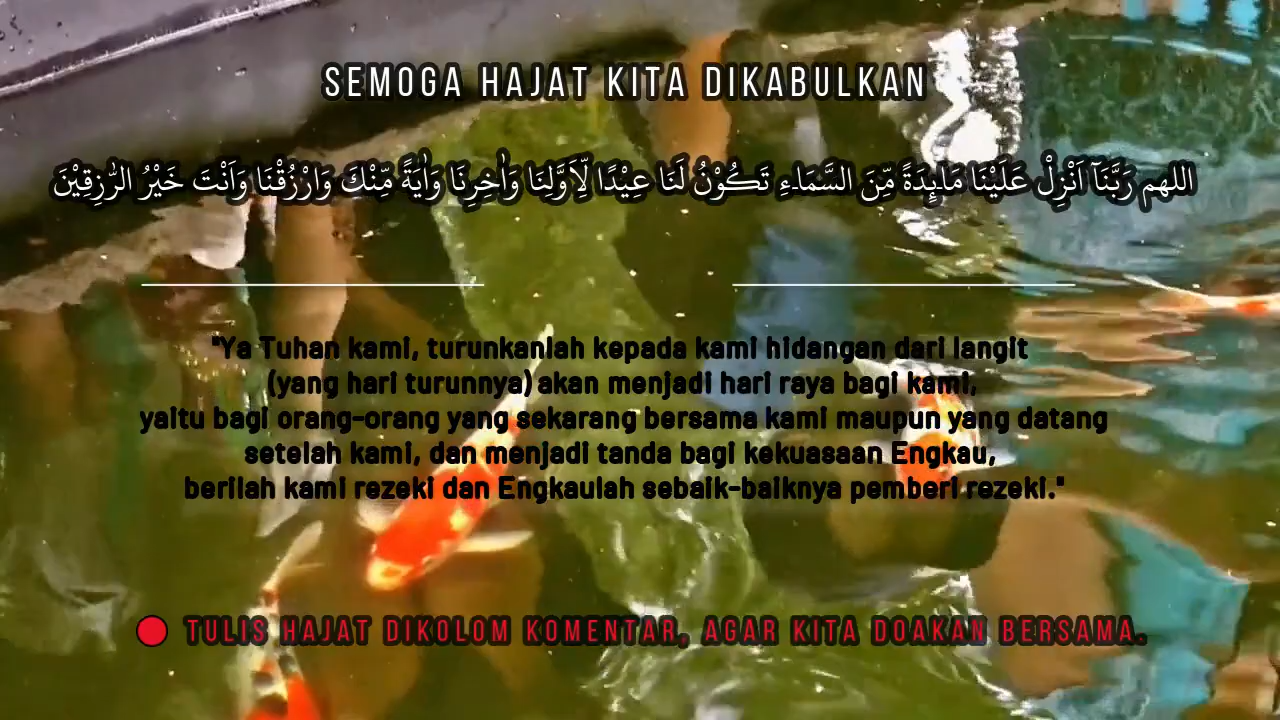 SEMOGA HAJAT KITA DIKABULKAN
اللهم رَبَّنَآ اَنْزِلْ عَلَيْنَا مَاۤىِٕدَةً مِّنَ السَّمَاۤءِ تَكُوْنُ لَنَا عِيْدًا لِّاَوَّلِنَا وَاٰخِرِنَا وَاٰيَةً مِّنْكَ وَارْزُقْنَا وَاَنْتَ خَيْرُ الرّٰزِقِيْنَ
"Ya Tuhan kami, turunkanlah kepada kami hidangan dari langit
(yang hari turunnya) akan menjadi hari raya bagi kami,
yaitu bagi orang-orang yang sekarang bersama kami maupun yang datang
setelah kami, dan menjadi tanda bagi kekuasaan Engkau,
berilah kami rezeki dan Engkaulah sebaik-baiknya pemberi rezeki."
TULIS HAJAT DIKOLOM KOMENTAR, AGAR KITA DOAKAN BERSAMA.